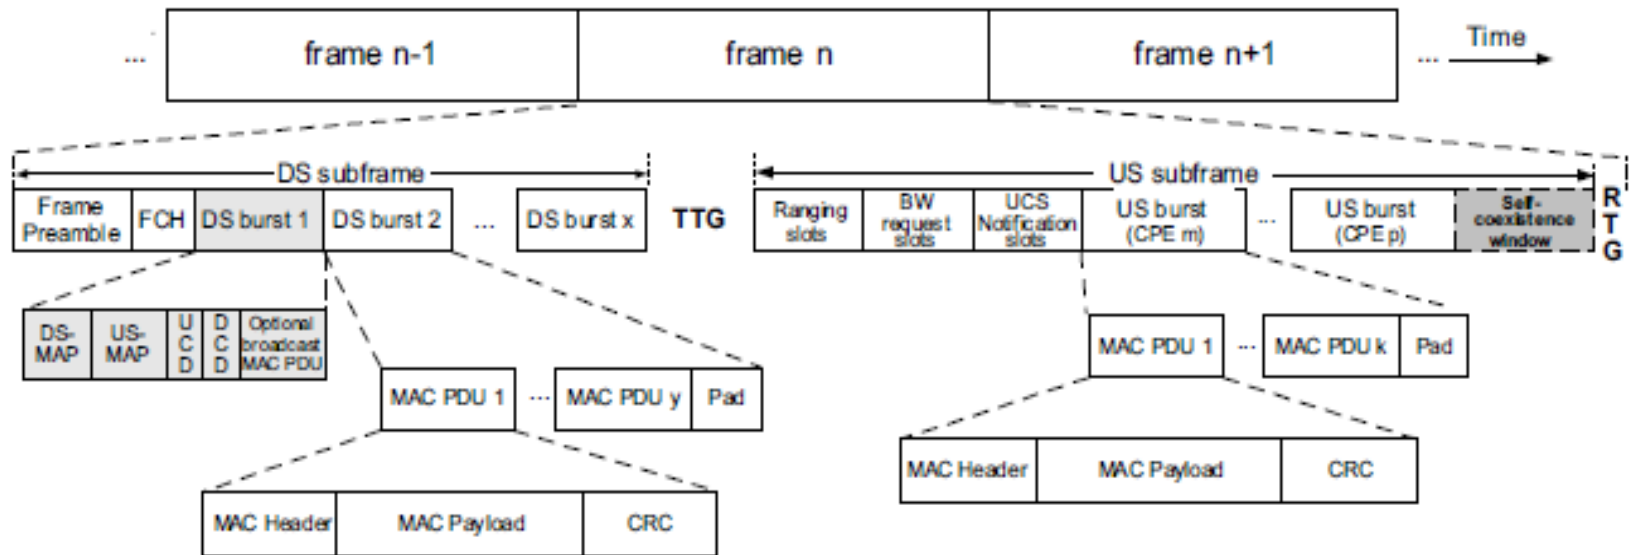 ... frame n-1 frame n frame n+1 ... Time
DS subframe US subframe
Frame
Preamble
FCH
DS burst 1
DS burst 2
...
DS burst x
TTG
Ranging
slots
BW
request
slots
UCS
Notification
slots
US burst
(CPE m)
...
US burst
(CPE p)
Self-
coexistence
window
R
T
G
DS-
MAP
US-
MAP
U
C
D
D
C
D
Optional
broadcast
MAC PDU
MAC PDU 1 ... MAC PDU k Pad
MAC PDU 1 ... MAC PDU y Pad
MAC Header MAC Payload CRC
MAC Header MAC Payload CRC